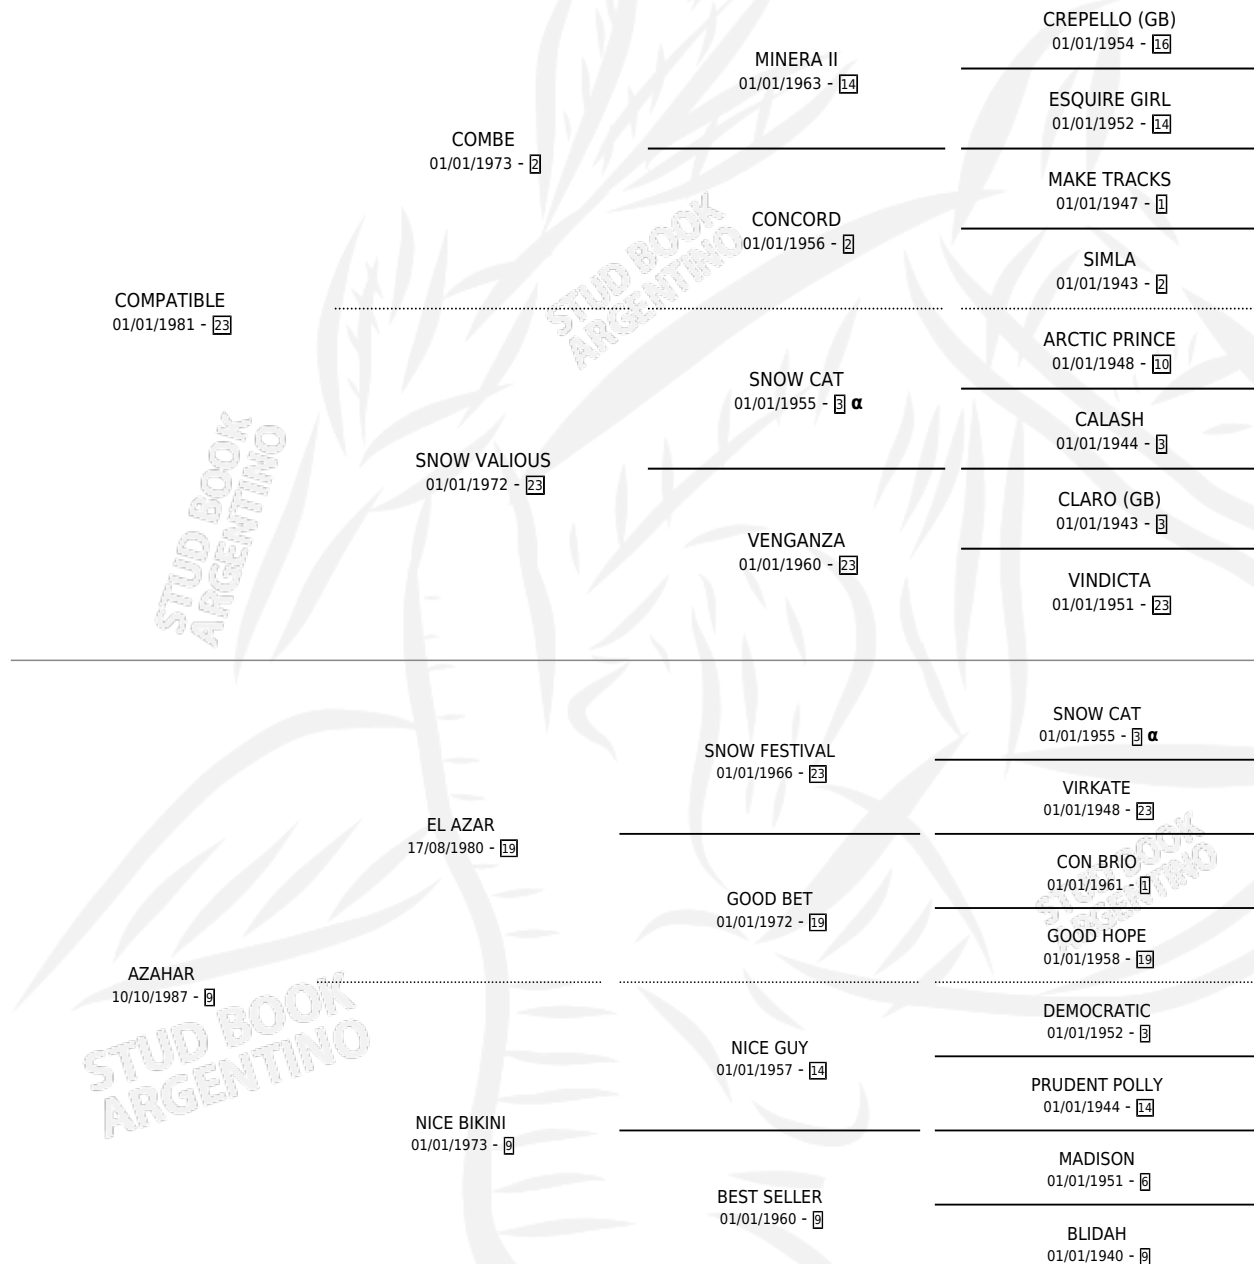 CREPELLO (GB)
01/01/1954 - 16
MINERA II
01/01/1963 - 14
ESQUIRE GIRL
01/01/1952 - 14
COMBE
01/01/1973 - 2
MAKE TRACKS
01/01/1947 - 1
CONCORD
01/01/1956 - 2
SIMLA
01/01/1943 - 2
COMPATIBLE
01/01/1981 - 23
ARCTIC PRINCE
01/01/1948 - 10
SNOW CAT
01/01/1955 - 3 α
CALASH
01/01/1944 - 3
SNOW VALIOUS
01/01/1972 - 23
CLARO (GB)
01/01/1943 - 3
VENGANZA
01/01/1960 - 23
VINDICTA
01/01/1951 - 23
SNOW CAT
01/01/1955 - 3 α
SNOW FESTIVAL
01/01/1966 - 23
VIRKATE
01/01/1948 - 23
EL AZAR
17/08/1980 - 19
CON BRIO
01/01/1961 - 1
GOOD BET
01/01/1972 - 19
GOOD HOPE
01/01/1958 - 19
AZAHAR
10/10/1987 - 9
DEMOCRATIC
01/01/1952 - 3
NICE GUY
01/01/1957 - 14
PRUDENT POLLY
01/01/1944 - 14
NICE BIKINI
01/01/1973 - 9
MADISON
01/01/1951 - 6
BEST SELLER
01/01/1960 - 9
BLIDAH
01/01/1940 - 9
STUD BOOK
ARGENTINO
STUD BOOK
ARGENTINO
STUD BOOK
ARGENTINO
STUD BOOK
ARGENTINO